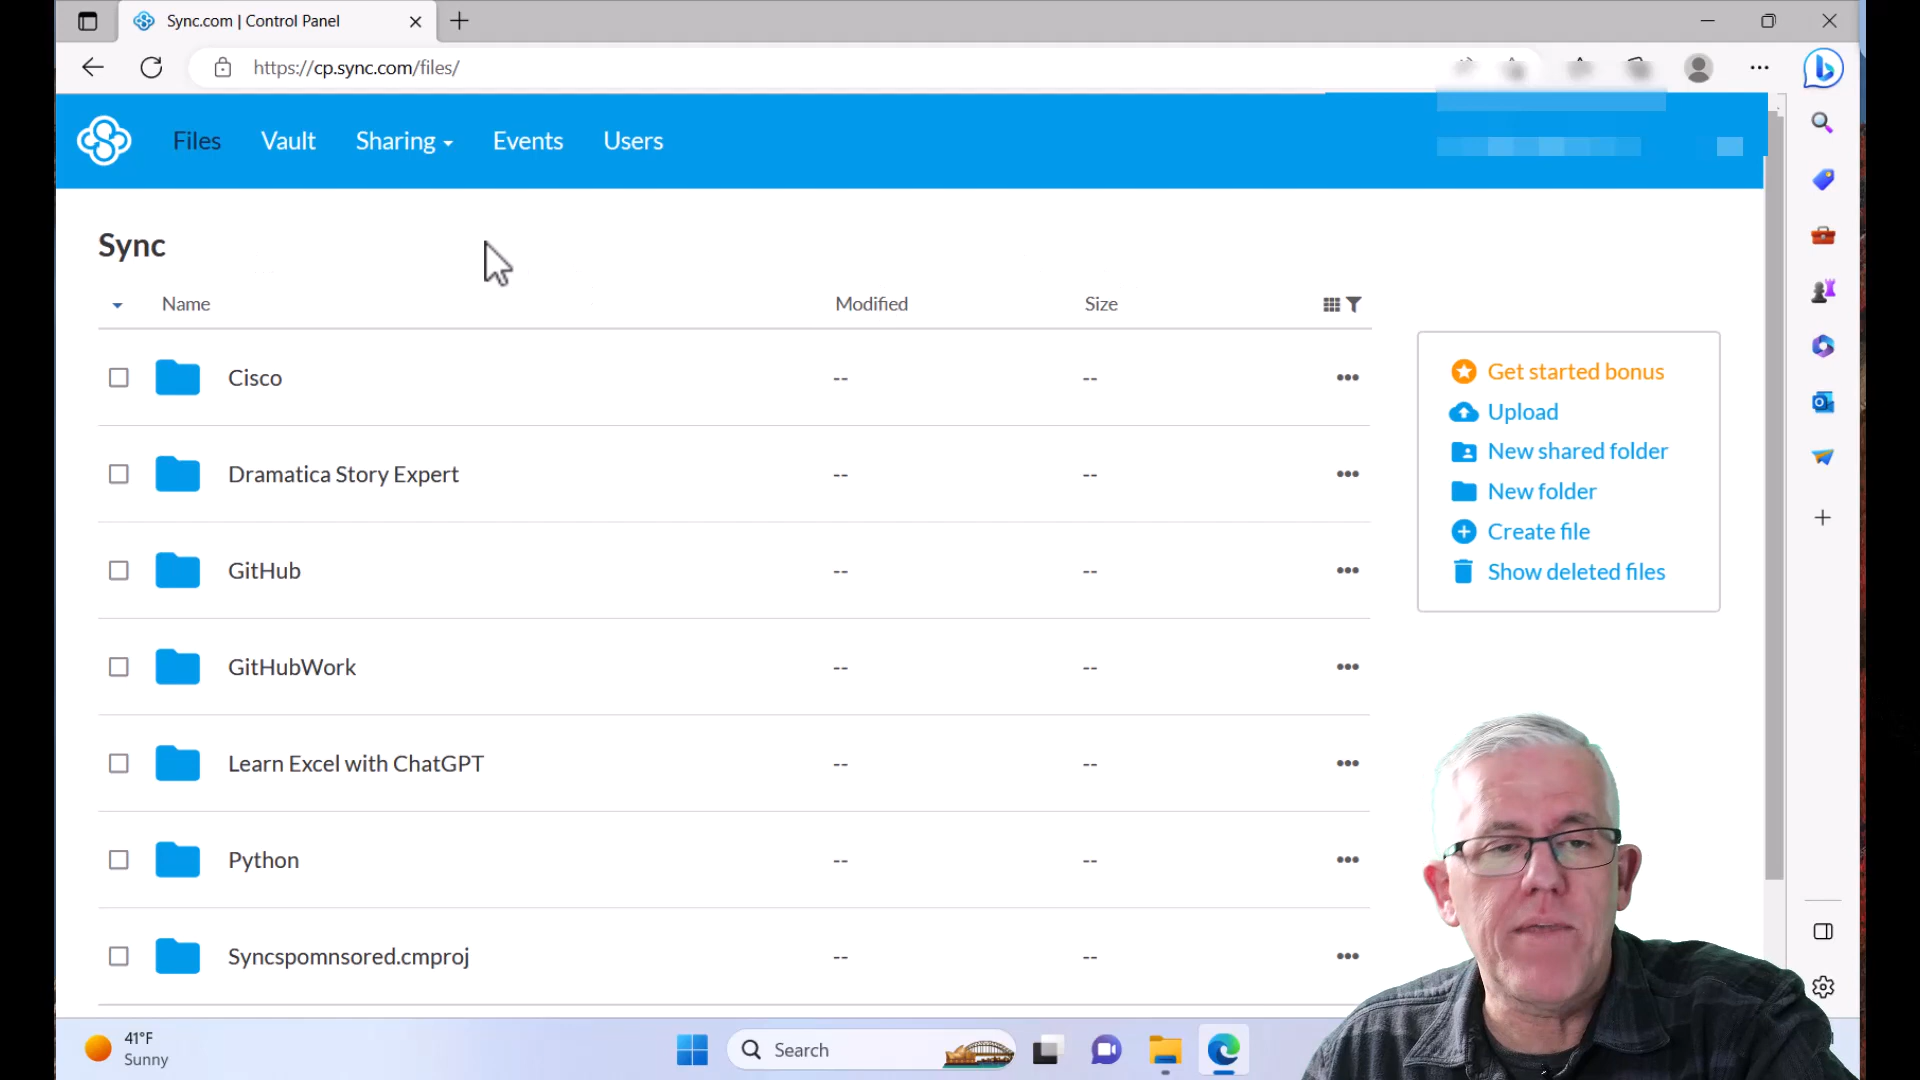 Sync.com | Control Panel
https://cp.sync.com/files/
Files Vault Sharing Events Users
Sync
Name Modified Size
Cisco -- --
Dramatica Story Expert -- --
GitHub -- --
GitHubWork -- --
Learn Excel with ChatGPT -- --
Python -- --
Syncspomnsored.cmproj -- --
Get started bonus
Upload
New shared folder
New folder
Create file
Show deleted files
41°F
Sunny
Search